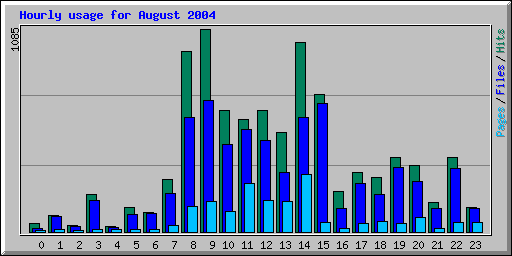 Hourly usage for August 2004
1085
Pages / Files / Hits
0 1 2 3 4 5 6 7 8 9 10 11 12 13 14 15 16 17 18 19 20 21 22 23